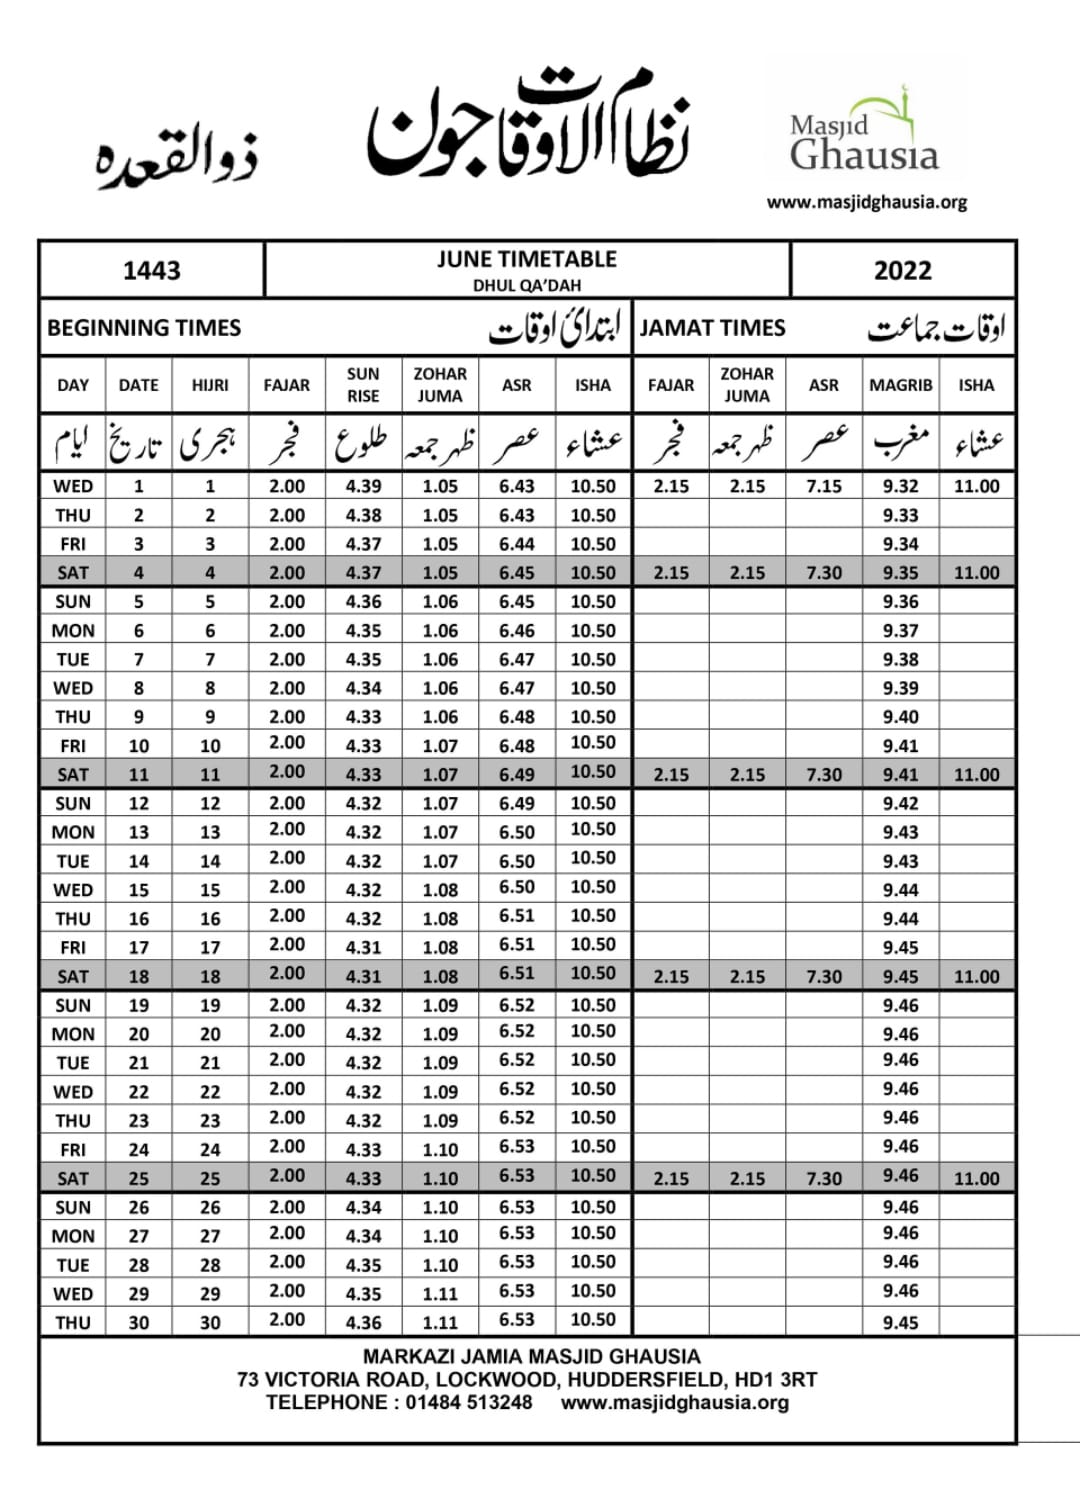 ذوالقعدہ
نظام الاوقات جون
Masjid
Ghausia
www.masjidghausia.org
1443
JUNE TIMETABLE
DHUL QA’DAH
2022
BEGINNING TIMES ابتدائ اوقات JAMAT TIMES اوقات جماعت
DAY DATE HIJRI FAJAR SUN RISE ZOHAR JUMA ASR ISHA FAJAR ZOHAR JUMA ASR MAGRIB ISHA
ایام تاریخ ہجری فجر طلوع ظہر جمعہ عصر عشاء فجر ظہر جمعہ عصر مغرب عشاء
WED 1 1 2.00 4.39 1.05 6.43 10.50 2.15 2.15 7.15 9.32 11.00
THU 2 2 2.00 4.38 1.05 6.43 10.50 9.33
FRI 3 3 2.00 4.37 1.05 6.44 10.50 9.34
SAT 4 4 2.00 4.37 1.05 6.45 10.50 2.15 2.15 7.30 9.35 11.00
SUN 5 5 2.00 4.36 1.06 6.45 10.50 9.36
MON 6 6 2.00 4.35 1.06 6.46 10.50 9.37
TUE 7 7 2.00 4.35 1.06 6.47 10.50 9.38
WED 8 8 2.00 4.34 1.06 6.47 10.50 9.39
THU 9 9 2.00 4.33 1.06 6.48 10.50 9.40
FRI 10 10 2.00 4.33 1.07 6.48 10.50 9.41
SAT 11 11 2.00 4.33 1.07 6.49 10.50 2.15 2.15 7.30 9.41 11.00
SUN 12 12 2.00 4.32 1.07 6.49 10.50 9.42
MON 13 13 2.00 4.32 1.07 6.50 10.50 9.43
TUE 14 14 2.00 4.32 1.07 6.50 10.50 9.43
WED 15 15 2.00 4.32 1.08 6.50 10.50 9.44
THU 16 16 2.00 4.32 1.08 6.51 10.50 9.44
FRI 17 17 2.00 4.31 1.08 6.51 10.50 9.45
SAT 18 18 2.00 4.31 1.08 6.51 10.50 2.15 2.15 7.30 9.45 11.00
SUN 19 19 2.00 4.32 1.09 6.52 10.50 9.46
MON 20 20 2.00 4.32 1.09 6.52 10.50 9.46
TUE 21 21 2.00 4.32 1.09 6.52 10.50 9.46
WED 22 22 2.00 4.32 1.09 6.52 10.50 9.46
THU 23 23 2.00 4.32 1.09 6.52 10.50 9.46
FRI 24 24 2.00 4.33 1.10 6.53 10.50 9.46
SAT 25 25 2.00 4.33 1.10 6.53 10.50 2.15 2.15 7.30 9.46 11.00
SUN 26 26 2.00 4.34 1.10 6.53 10.50 9.46
MON 27 27 2.00 4.34 1.10 6.53 10.50 9.46
TUE 28 28 2.00 4.35 1.10 6.53 10.50 9.46
WED 29 29 2.00 4.35 1.11 6.53 10.50 9.46
THU 30 30 2.00 4.36 1.11 6.53 10.50 9.45
MARKAZI JAMIA MASJID GHAUSIA
73 VICTORIA ROAD, LOCKWOOD, HUDDERSFIELD, HD1 3RT
TELEPHONE : 01484 513248 www.masjidghausia.org